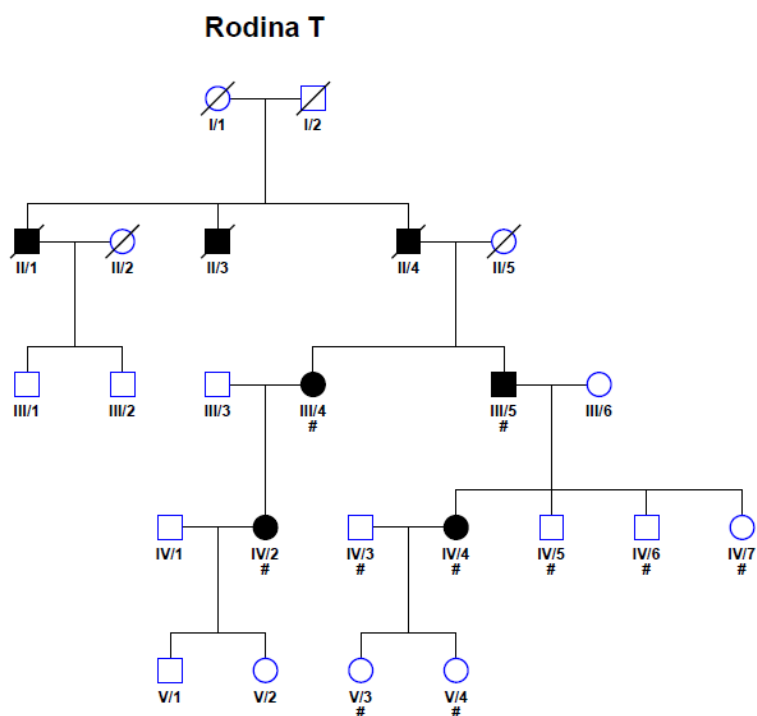 Rodina T
I/1 I/2
II/1 II/2 II/3 II/4 II/5
III/1 III/2 III/3 III/4 III/5 III/6
# #
IV/1 IV/2 IV/3 IV/4 IV/5 IV/6 IV/7
# # # # # #
V/1 V/2 V/3 V/4
# #